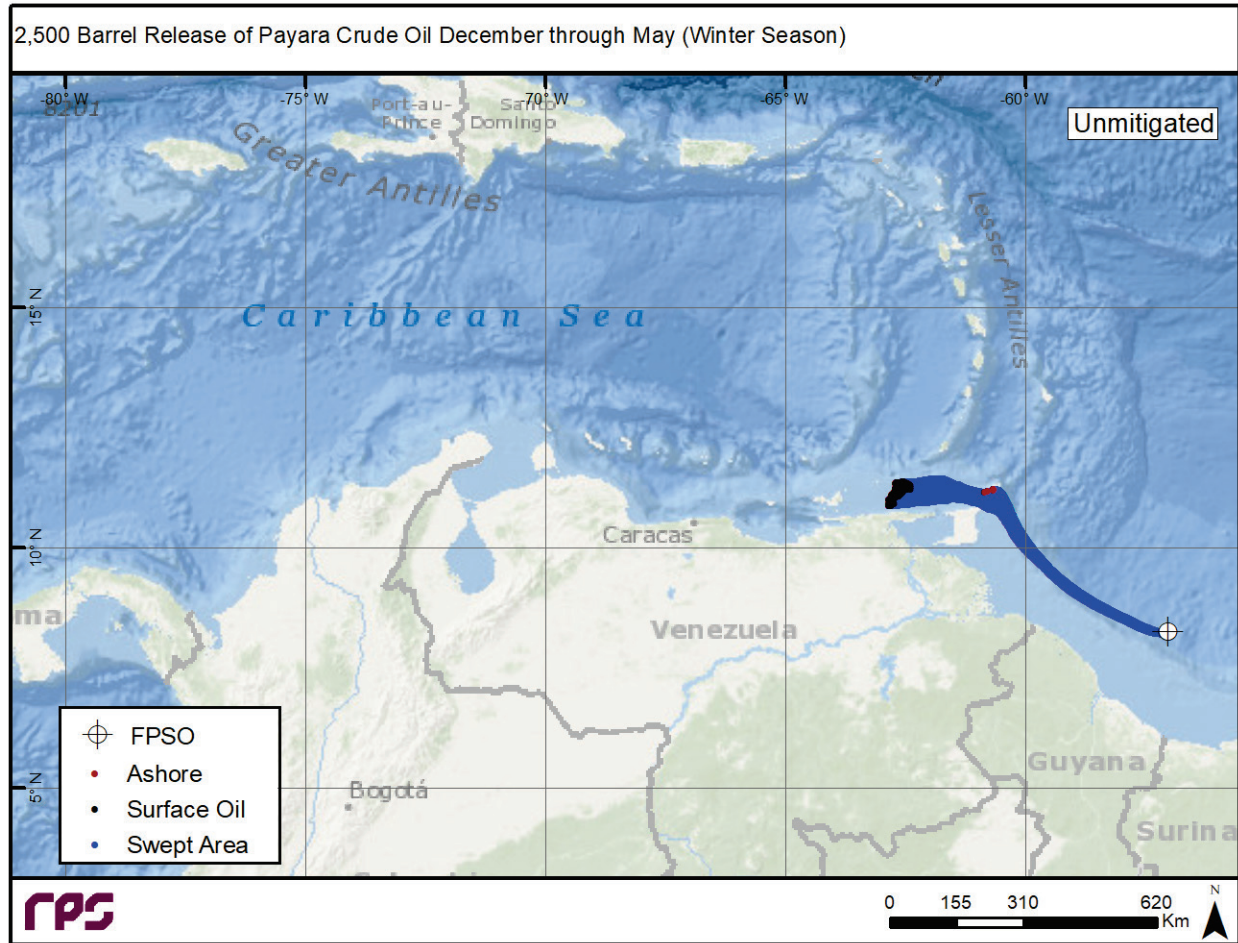 2,500 Barrel Release of Payara Crude Oil December through May (Winter Season)
-80° W
-75° W
-70° W
-65° W
-60° W
8201
Port-au-
Prince
Santo
Domingo
Unmitigated
Greater Antilles
Lesser Antilles
15° N
Caribbean Sea
10° N
Caracas
ma
Venezuela
FPSO
Ashore
Surface Oil
Swept Area
5° N
Bogotá
Guyana
Surina
rps
0 155 310 620
Km
N